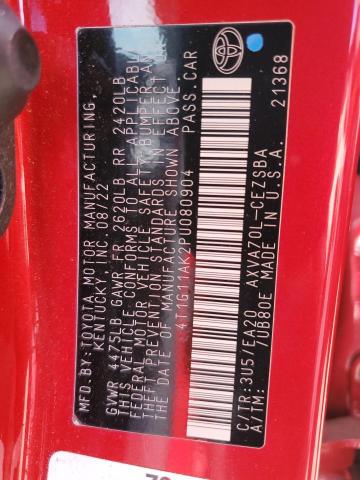 MFD.BY:TOYOTA MOTOR MANUFACTURING,
KENTUCKY, INC. 08/22
GVWR 4475LB GAWR FR 2920LB RR 2420LB
THIS VEHICLE CONFORMS TO ALL APPLICABLE
FEDERAL MOTOR VEHICLE SAFETY, BUMPER, AND
THEFT PREVENTION STANDARDS IN EFFECT ON
THE DATE OF MANUFACTURE SHOWN ABOVE.
4T1G11AK2PU080904 PASS.CAR
C/TR:3U5/EA20 AXVA70L-CEZSBA
A/TM: 70B80E MADE IN U.S.A.
21368